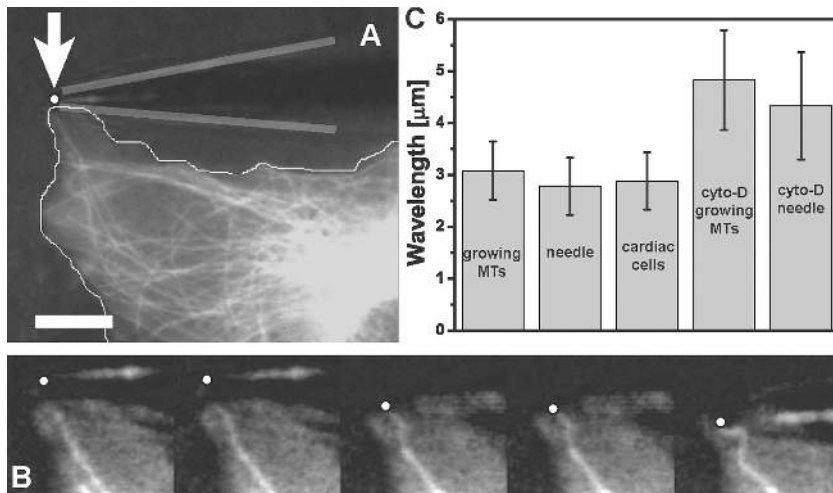 A
C
Wavelength [µm]
6
5
4
3
2
1
0
growing
MTs
needle
cardiac
cells
cyto-D
growing
MTs
cyto-D
needle
B